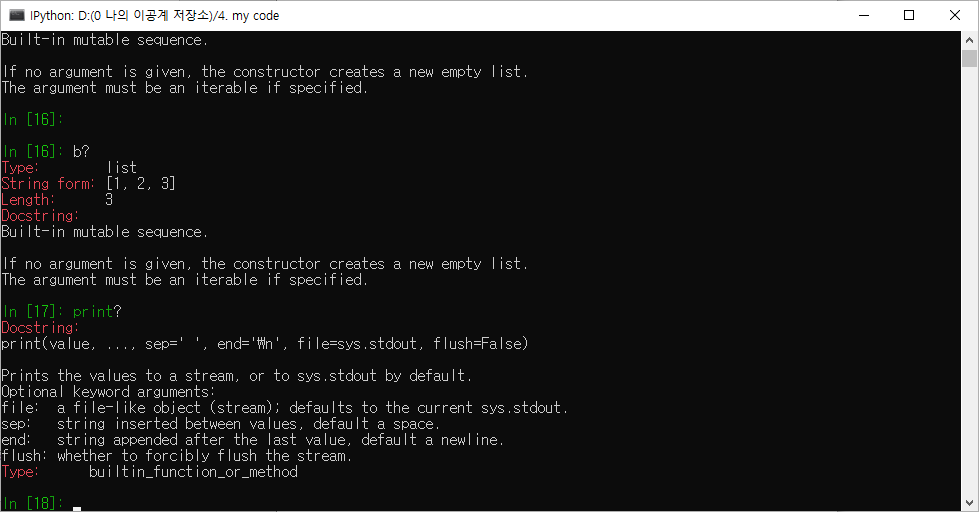 IPython: D:(0 나의 이공계 저장소)/4. my code
Built-in mutable sequence.
If no argument is given, the constructor creates a new empty list.
The argument must be an iterable if specified.
In [16]:
In [16]: b?
Type:        list
String form: [1, 2, 3]
Length:      3
Docstring:
Built-in mutable sequence.
If no argument is given, the constructor creates a new empty list.
The argument must be an iterable if specified.
In [17]: print?
Docstring:
print(value, ..., sep=' ', end='₩n', file=sys.stdout, flush=False)
Prints the values to a stream, or to sys.stdout by default.
Optional keyword arguments:
file:  a file-like object (stream); defaults to the current sys.stdout.
sep:   string inserted between values, default a space.
end:   string appended after the last value, default a newline.
flush: whether to forcibly flush the stream.
Type:      builtin_function_or_method
In [18]: